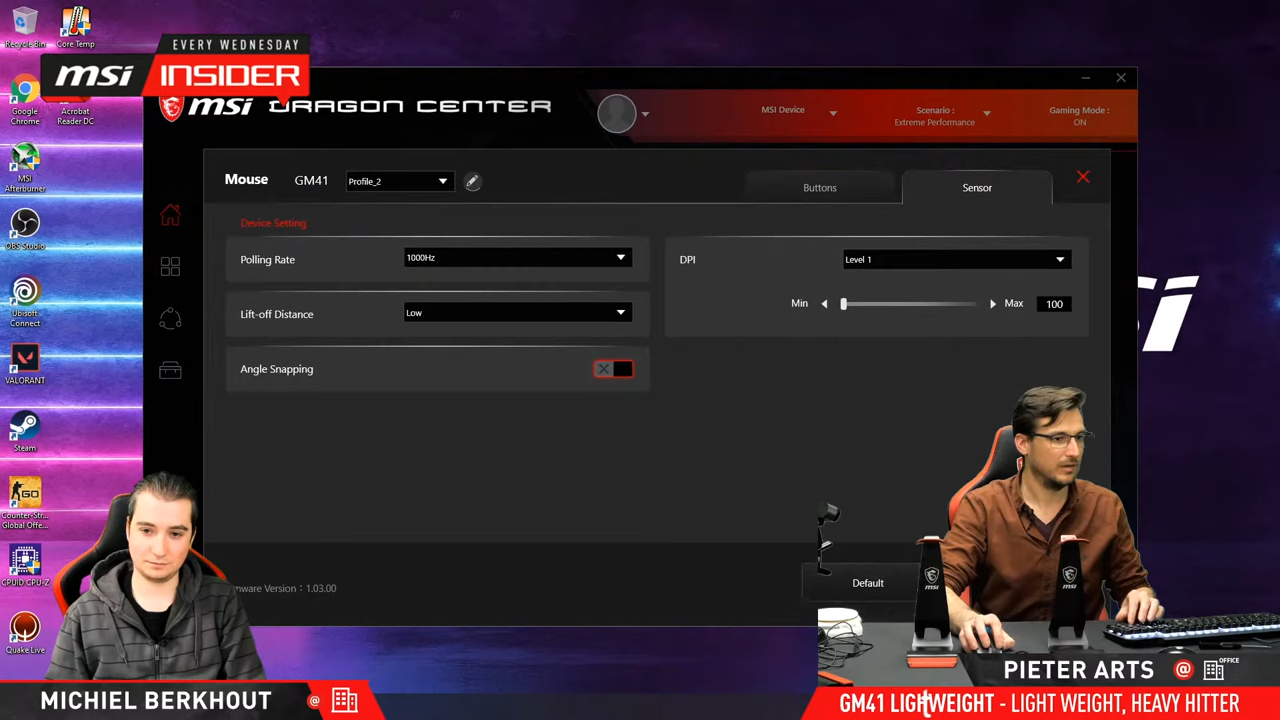 Recycle Bin
Core Temp
EVERY WEDNESDAY
msi INSIDER
Google Chrome
Acrobat Reader DC
msi DRAGON CENTER
MSI Device
Scenario :
Extreme Performance
Gaming Mode :
ON
MSI Afterburner
Mouse
GM41
Profile_2
Buttons
Sensor
OBS Studio
Device Setting
Polling Rate
1000Hz
DPI
Level 1
Min
Max
100
Ubisoft Connect
Lift-off Distance
Low
VALORANT
Angle Snapping
Steam
GO
Counter-Str...
Global Offe...
CPUID CPU-Z
mware Version : 1.03.00
Default
Quake Live
PIETER ARTS @ OFFICE
MICHIEL BERKHOUT @
GM41 LIGHTWEIGHT - LIGHT WEIGHT, HEAVY HITTER